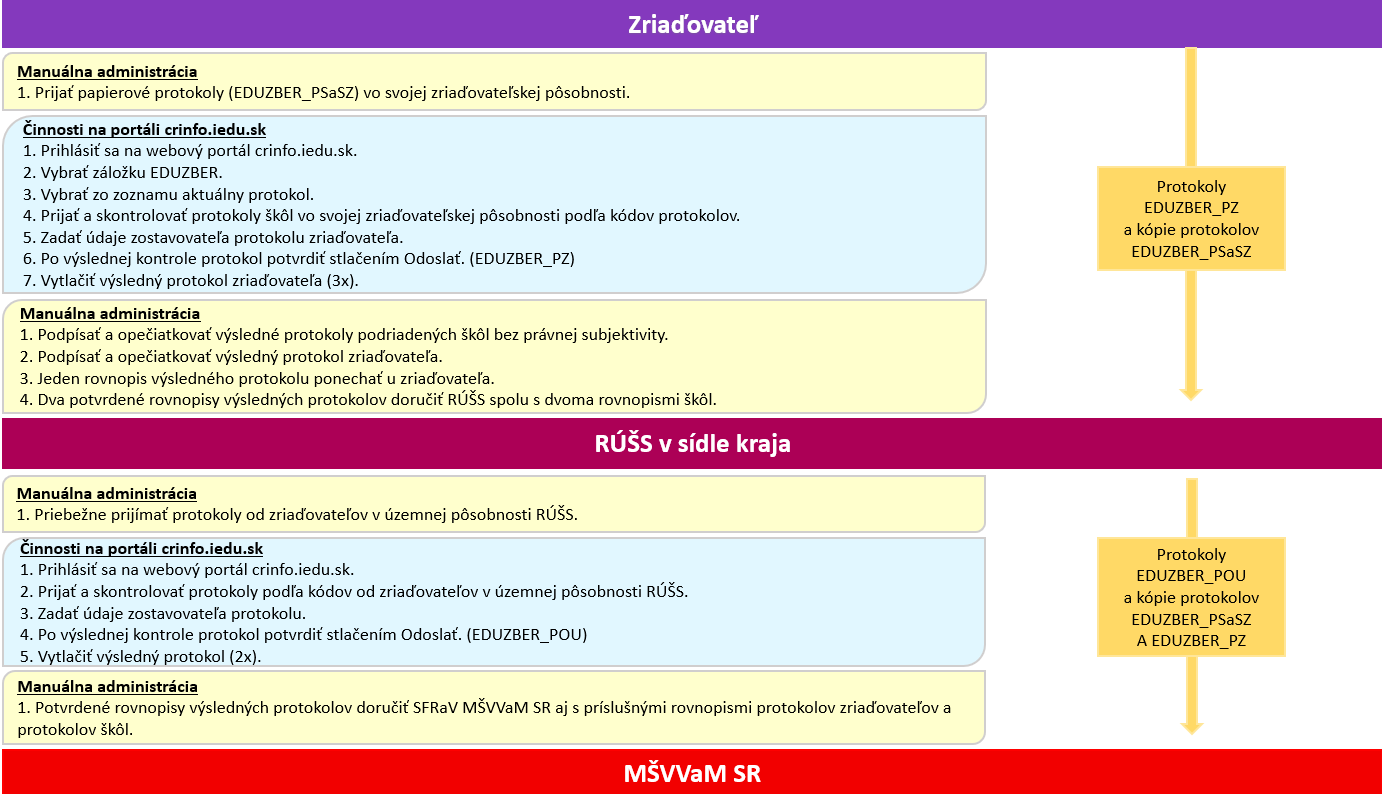 Zriaďovateľ
Manuálna administrácia
1. Prijať papierové protokoly (EDUZBER_PSaSZ) vo svojej zriaďovateľskej pôsobnosti.
Činnosti na portáli crinfo.iedu.sk
1. Prihlásiť sa na webový portál crinfo.iedu.sk.
2. Vybrať záložku EDUZBER.
3. Vybrať zo zoznamu aktuálny protokol.
4. Prijať a skontrolovať protokoly škôl vo svojej zriaďovateľskej pôsobnosti podľa kódov protokolov.
5. Zadať údaje zostavovateľa protokolu zriaďovateľa.
6. Po výslednej kontrole protokol potvrdiť stlačením Odoslať. (EDUZBER_PZ)
7. Vytlačiť výsledný protokol zriaďovateľa (3x).
Protokoly
EDUZBER_PZ
a kópie protokolov
EDUZBER_PSaSZ
Manuálna administrácia
1. Podpísať a opečiatkovať výsledné protokoly podriadených škôl bez právnej subjektivity.
2. Podpísať a opečiatkovať výsledný protokol zriaďovateľa.
3. Jeden rovnopis výsledného protokolu ponechať u zriaďovateľa.
4. Dva potvrdené rovnopisy výsledných protokolov doručiť RÚŠS spolu s dvoma rovnopismi škôl.
RÚŠS v sídle kraja
Manuálna administrácia
1. Priebežne prijímať protokoly od zriaďovateľov v územnej pôsobnosti RÚŠS.
Činnosti na portáli crinfo.iedu.sk
1. Prihlásiť sa na webový portál crinfo.iedu.sk.
2. Prijať a skontrolovať protokoly podľa kódov od zriaďovateľov v územnej pôsobnosti RÚŠS.
3. Zadať údaje zostavovateľa protokolu.
4. Po výslednej kontrole protokol potvrdiť stlačením Odoslať. (EDUZBER_POU)
5. Vytlačiť výsledný protokol (2x).
Protokoly
EDUZBER_POU
a kópie protokolov
EDUZBER_PSaSZ
A EDUZBER_PZ
Manuálna administrácia
1. Potvrdené rovnopisy výsledných protokolov doručiť SFRaV MŠVVaM SR aj s príslušnými rovnopismi protokolov zriaďovateľov a
protokolov škôl.
MŠVVaM SR